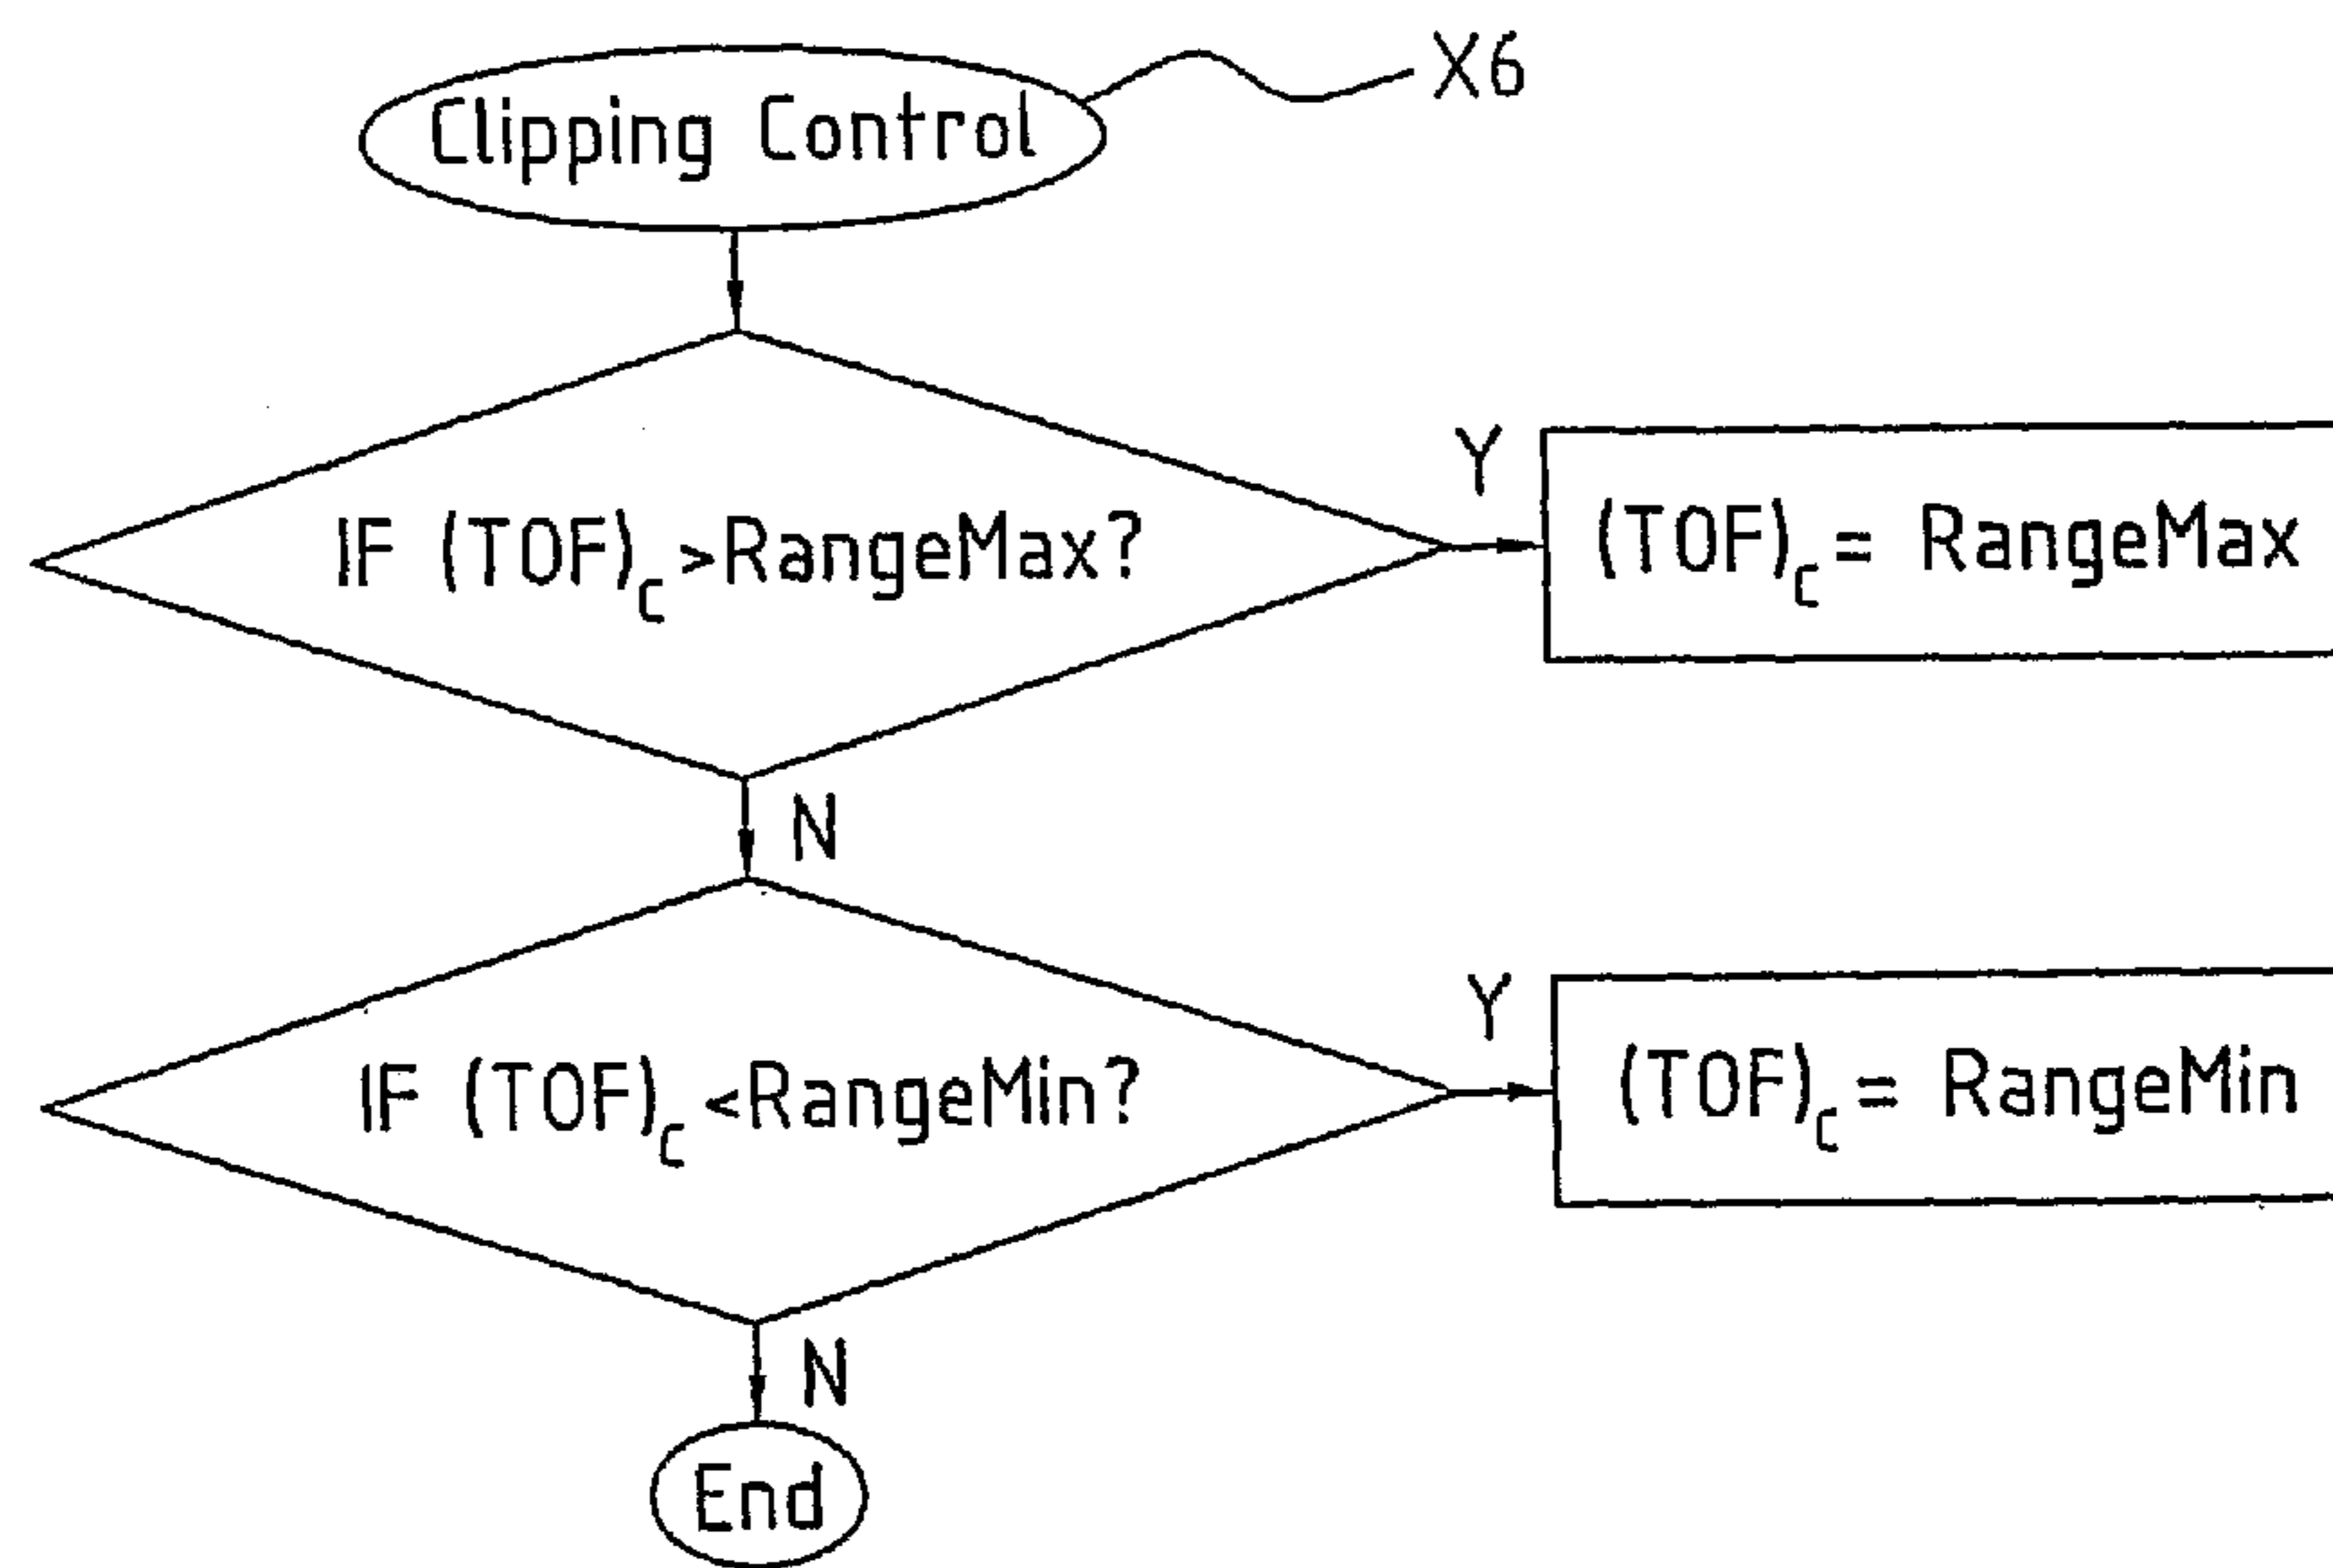 X6
Clipping Control
Y
IF (TOF)c >RangeMax?
(TOF)c = RangeMax
N
Y
IF (TOF)c <RangeMin?
(TOF)c = RangeMin
N
End